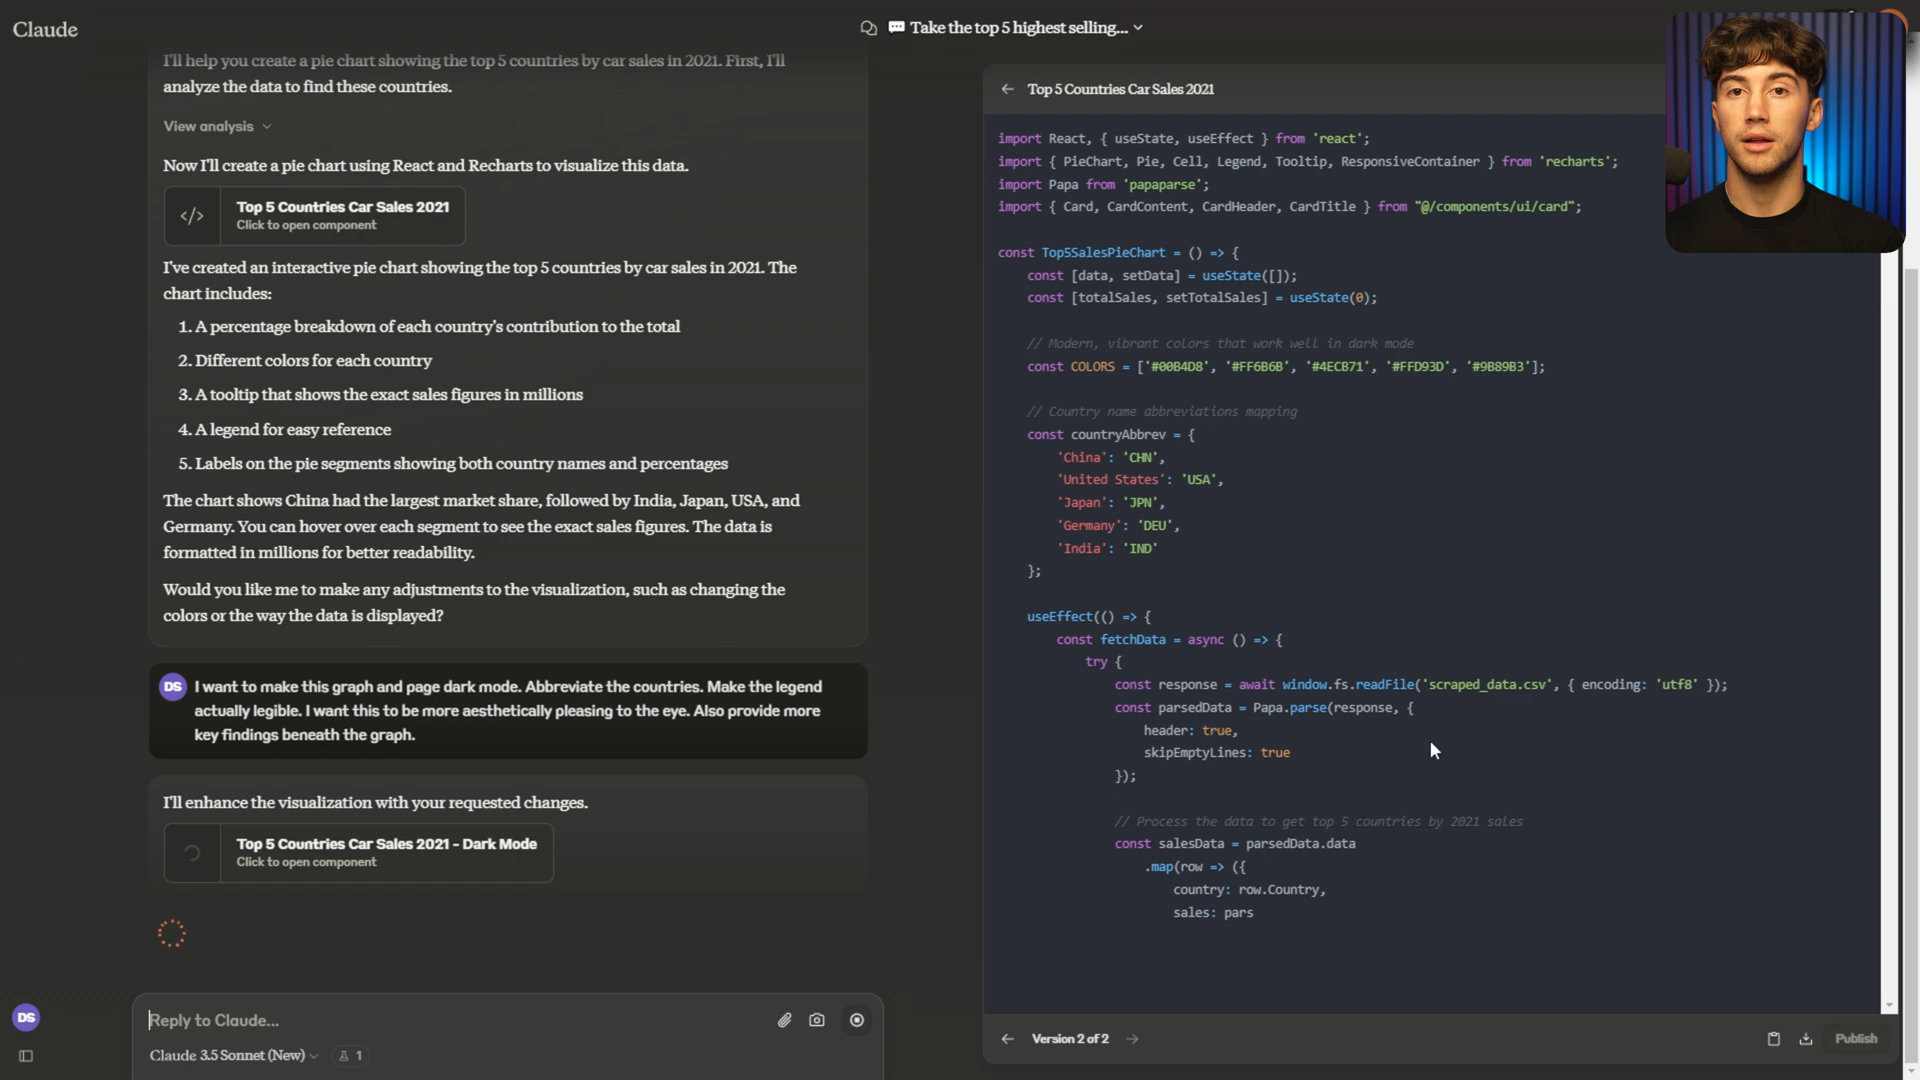 Claude
💬 Take the top 5 highest selling...
I'll help you create a pie chart showing the top 5 countries by car sales in 2021. First, I'll
analyze the data to find these countries.
View analysis
Now I'll create a pie chart using React and Recharts to visualize this data.
</>
Top 5 Countries Car Sales 2021
Click to open component
I've created an interactive pie chart showing the top 5 countries by car sales in 2021. The
chart includes:
1. A percentage breakdown of each country's contribution to the total
2. Different colors for each country
3. A tooltip that shows the exact sales figures in millions
4. A legend for easy reference
5. Labels on the pie segments showing both country names and percentages
The chart shows China had the largest market share, followed by India, Japan, USA, and
Germany. You can hover over each segment to see the exact sales figures. The data is
formatted in millions for better readability.
Would you like me to make any adjustments to the visualization, such as changing the
colors or the way the data is displayed?
DS
I want to make this graph and page dark mode. Abbreviate the countries. Make the legend
actually legible. I want this to be more aesthetically pleasing to the eye. Also provide more
key findings beneath the graph.
I'll enhance the visualization with your requested changes.
Top 5 Countries Car Sales 2021 - Dark Mode
Click to open component
DS
Reply to Claude...
Claude 3.5 Sonnet (New)
1
Top 5 Countries Car Sales 2021
import React, { useState, useEffect } from 'react';
import { PieChart, Pie, Cell, Legend, Tooltip, ResponsiveContainer } from 'recharts';
import Papa from 'papaparse';
import { Card, CardContent, CardHeader, CardTitle } from "@/components/ui/card";
const Top5SalesPieChart = () => {
const [data, setData] = useState([]);
const [totalSales, setTotalSales] = useState(0);
// Modern, vibrant colors that work well in dark mode
const COLORS = ['#00B4D8', '#FF6B6B', '#4ECB71', '#FFD93D', '#9B89B3'];
// Country name abbreviations mapping
const countryAbbrev = {
'China': 'CHN',
'United States': 'USA',
'Japan': 'JPN',
'Germany': 'DEU',
'India': 'IND'
};
useEffect(() => {
const fetchData = async () => {
try {
const response = await window.fs.readFile('scraped_data.csv', { encoding: 'utf8' });
const parsedData = Papa.parse(response, {
header: true,
skipEmptyLines: true
});
// Process the data to get top 5 countries by 2021 sales
const salesData = parsedData.data
.map(row => ({
country: row.Country,
sales: pars
Version 2 of 2
Publish